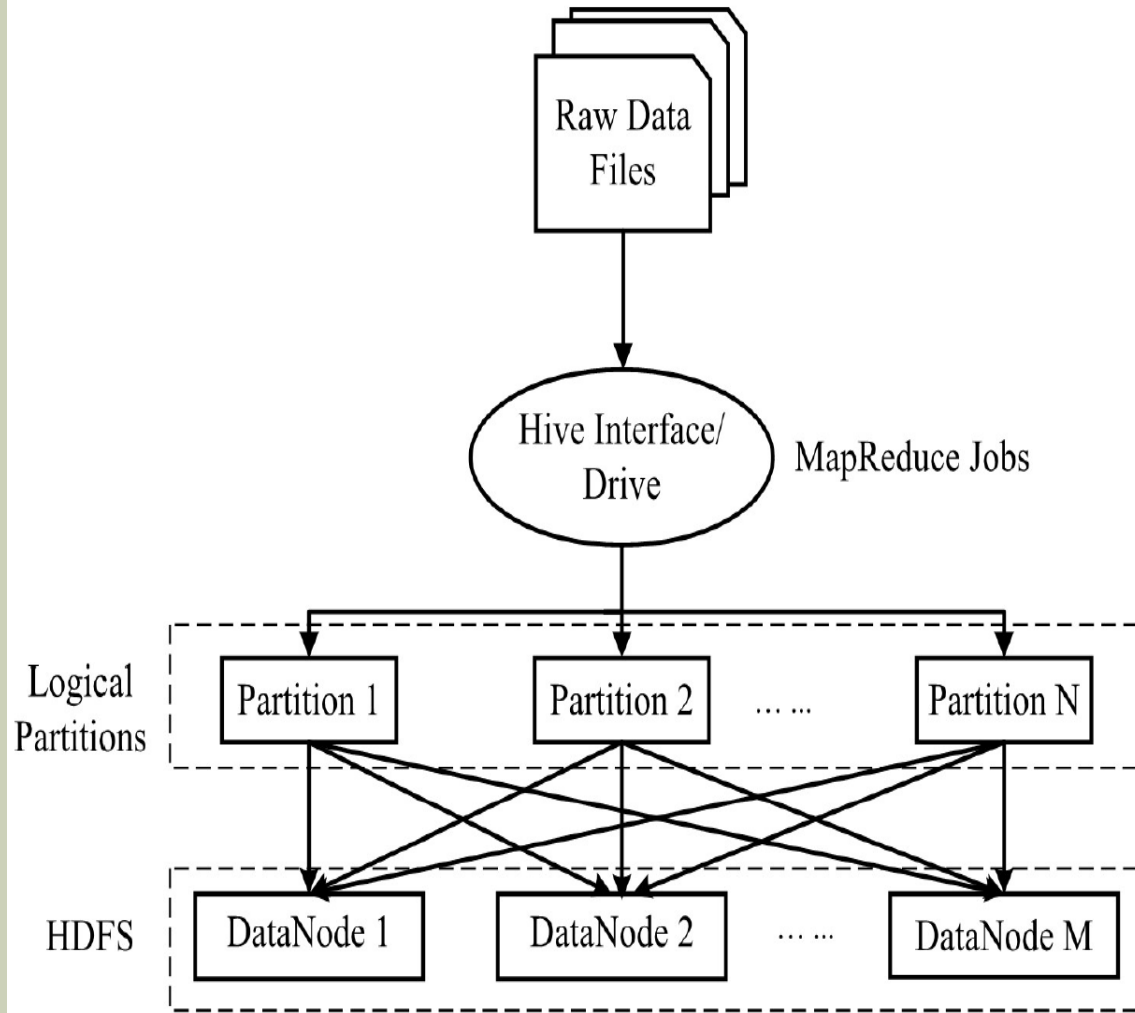 Raw Data
Files
Hive Interface/
Drive
MapReduce Jobs
Logical
Partitions
Partition 1
Partition 2
... ...
Partition N
HDFS
DataNode 1
DataNode 2
... ...
DataNode M